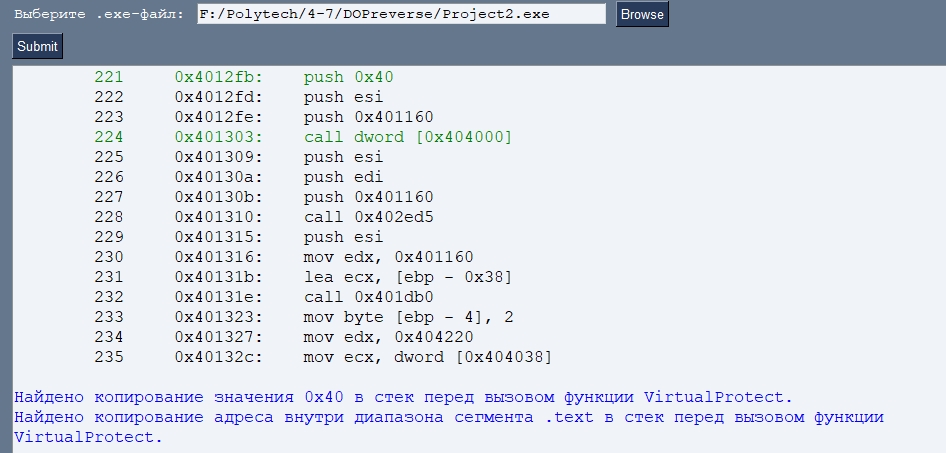 Выберите .exe-файл: F:/Polytech/4-7/DOPreverse/Project2.exe Browse
Submit
221 0x4012fb: push 0x40
222 0x4012fd: push esi
223 0x4012fe: push 0x401160
224 0x401303: call dword [0x404000]
225 0x401309: push esi
226 0x40130a: push edi
227 0x40130b: push 0x401160
228 0x401310: call 0x402ed5
229 0x401315: push esi
230 0x401316: mov edx, 0x401160
231 0x40131b: lea ecx, [ebp - 0x38]
232 0x40131e: call 0x401db0
233 0x401323: mov byte [ebp - 4], 2
234 0x401327: mov edx, 0x404220
235 0x40132c: mov ecx, dword [0x404038]
Найдено копирование значения 0x40 в стек перед вызовом функции VirtualProtect.
Найдено копирование адреса внутри диапазона сегмента .text в стек перед вызовом функции
VirtualProtect.